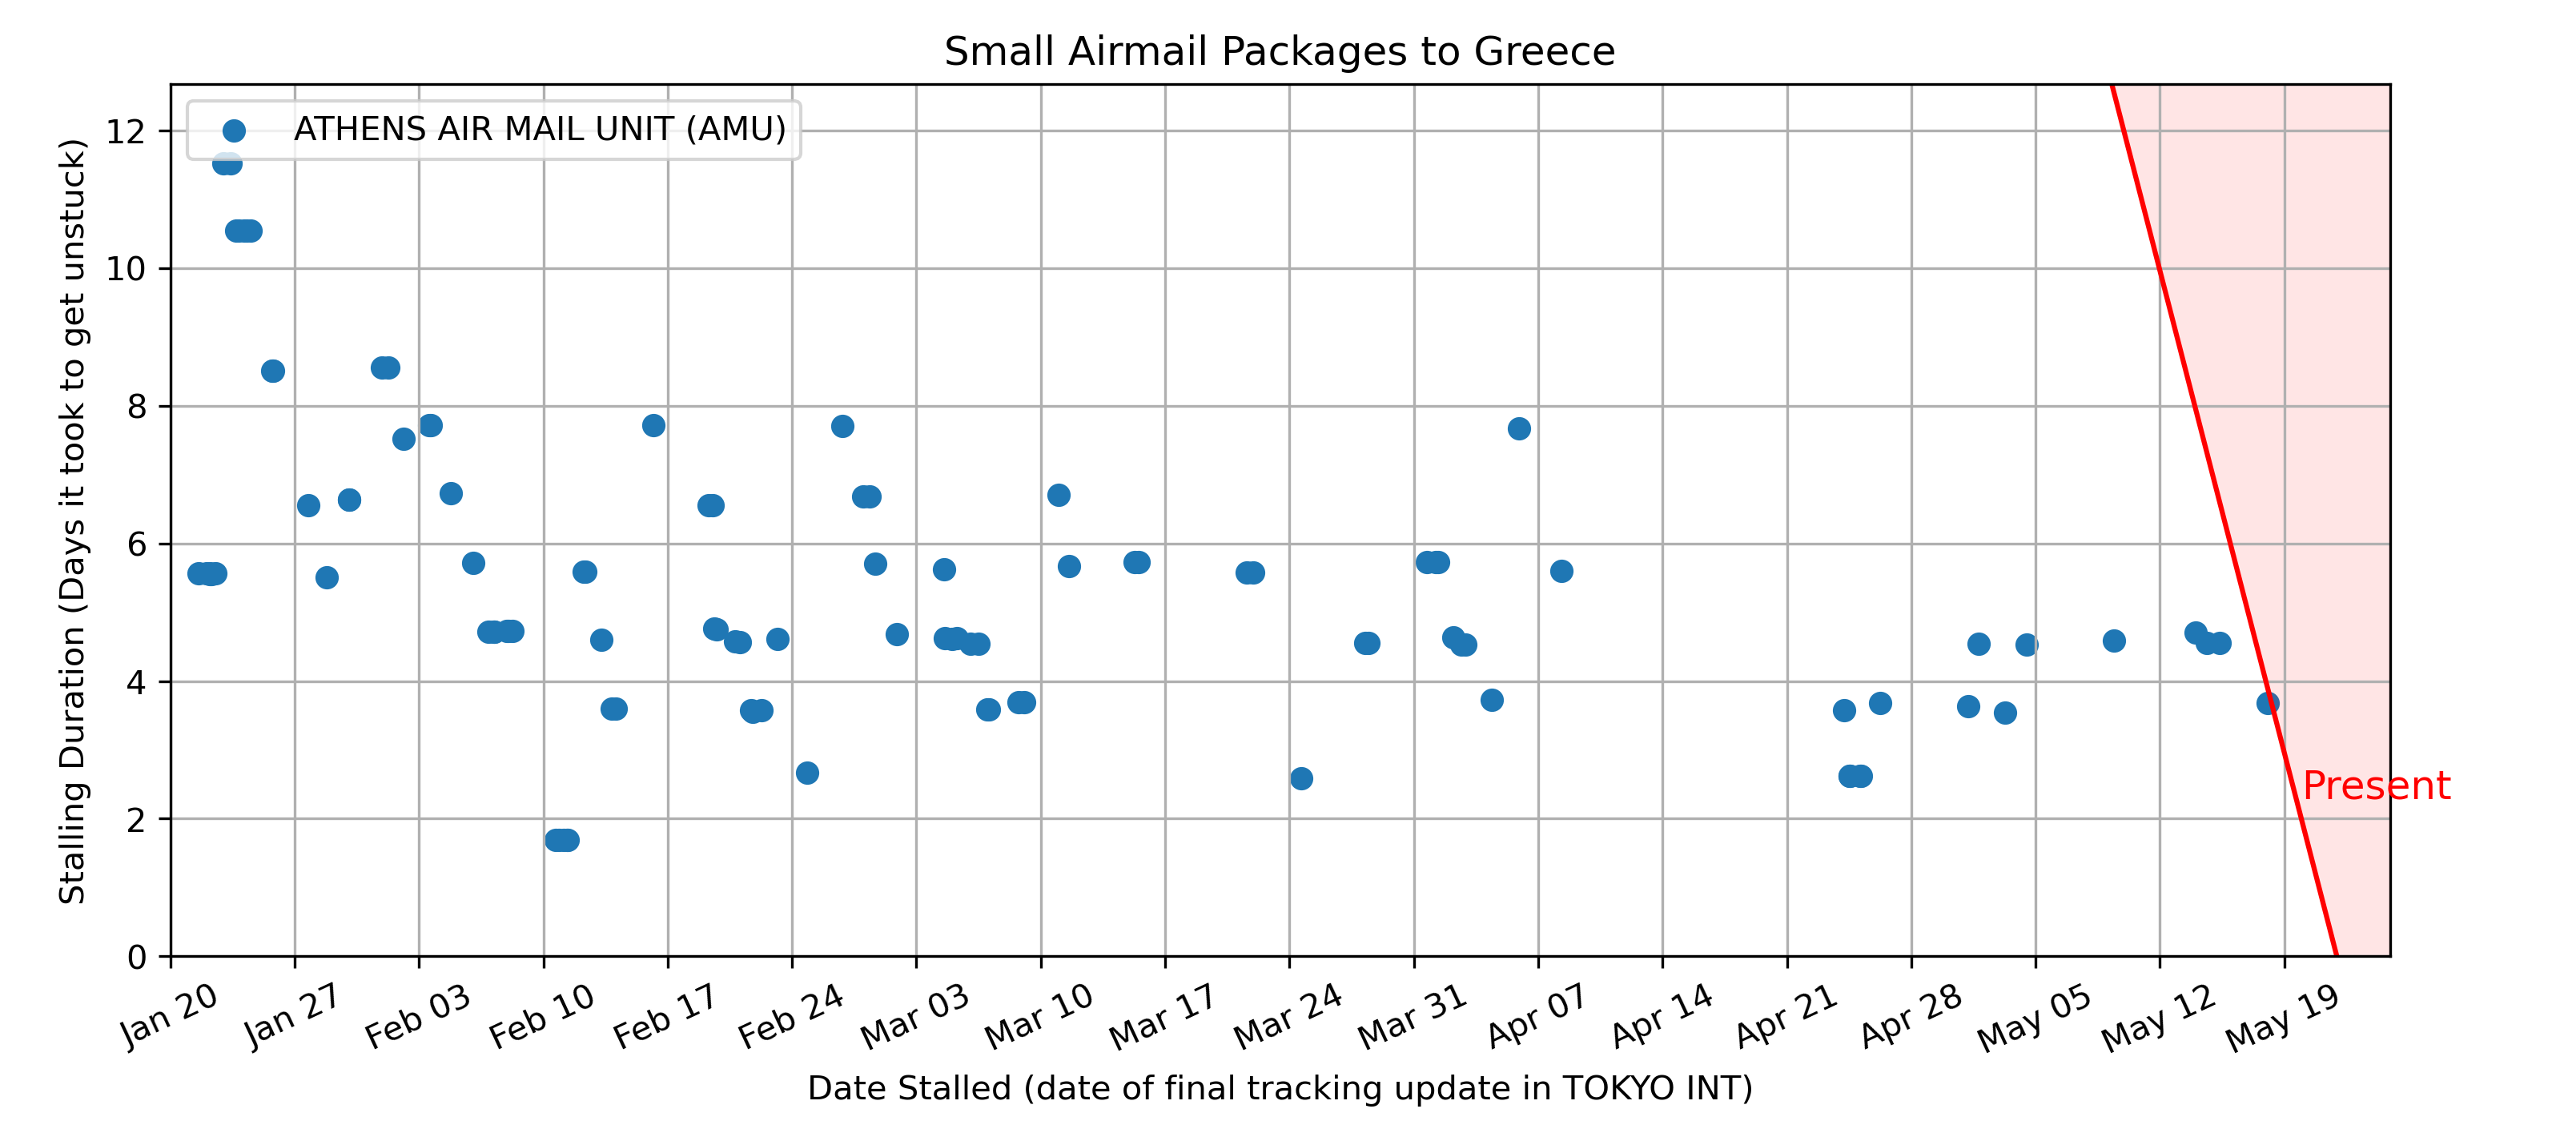 Small Airmail Packages to Greece
ATHENS AIR MAIL UNIT (AMU)
Stalling Duration (Days it took to get unstuck)
12
10
8
6
4
2
0
Present
Jan 20
Jan 27
Feb 03
Feb 10
Feb 17
Feb 24
Mar 03
Mar 10
Mar 17
Mar 24
Mar 31
Apr 07
Apr 14
Apr 21
Apr 28
May 05
May 12
May 19
Date Stalled (date of final tracking update in TOKYO INT)